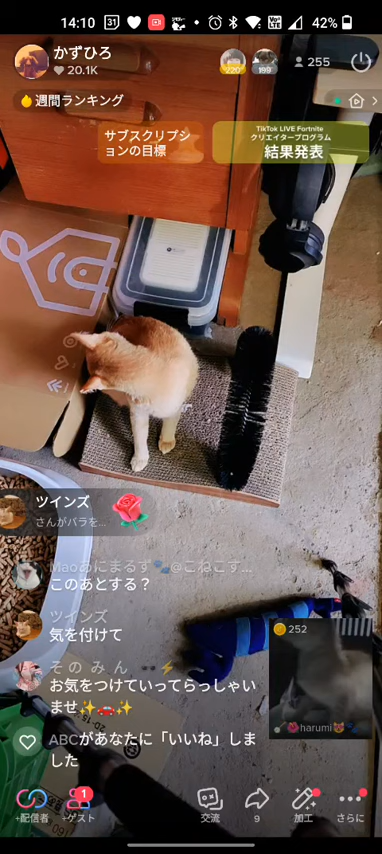 14:10
31
VoLTE
42%
かずひろ
20.1K
220
199
255
週間ランキング
サブスクリプシ
ョンの目標
TikTok LIVE Fortnite
クリエイタープログラム
結果発表
ツインズ
さんがバラを...
Maoあにまるず🐾@こねこす...
このあとする？
252
ツインズ
気を付けて
そ の み ん 🕶️⚡
お気をつけていってらっしゃい
ませ✨🚗✨
🌺harumi😻🐾
ABCがあなたに「いいね」しま
した
1
+配信者
+ゲスト
交流
9
加工
さらに